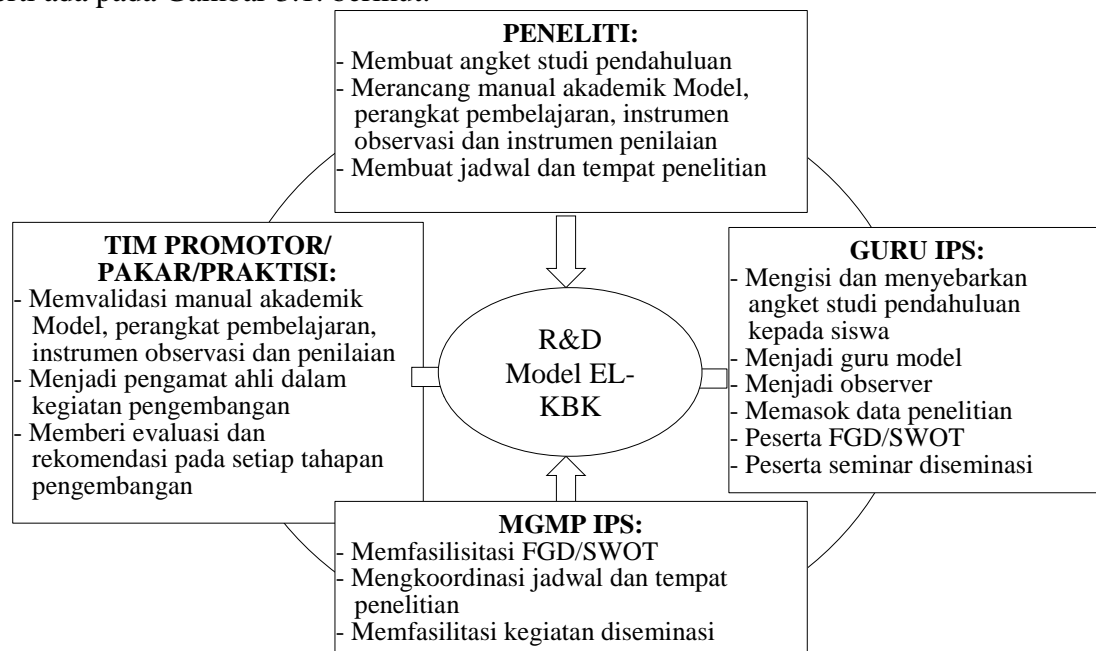 PENELITI:
- Membuat angket studi pendahuluan
- Merancang manual akademik Model,
perangkat pembelajaran, instrumen
observasi dan instrumen penilaian
- Membuat jadwal dan tempat penelitian
TIM PROMOTOR/
PAKAR/PRAKTISI:
- Memvalidasi manual akademik
Model, perangkat pembelajaran,
instrumen observasi dan penilaian
- Menjadi pengamat ahli dalam
kegiatan pengembangan
- Memberi evaluasi dan
rekomendasi pada setiap tahapan
pengembangan
R&D
Model EL-
KBK
GURU IPS:
- Mengisi dan menyebarkan
angket studi pendahuluan
kepada siswa
- Menjadi guru model
- Menjadi observer
- Memasok data penelitian
- Peserta FGD/SWOT
- Peserta seminar diseminasi
MGMP IPS:
- Memfasilisitasi FGD/SWOT
- Mengkoordinasi jadwal dan tempat
penelitian
- Memfasilitasi kegiatan diseminasi